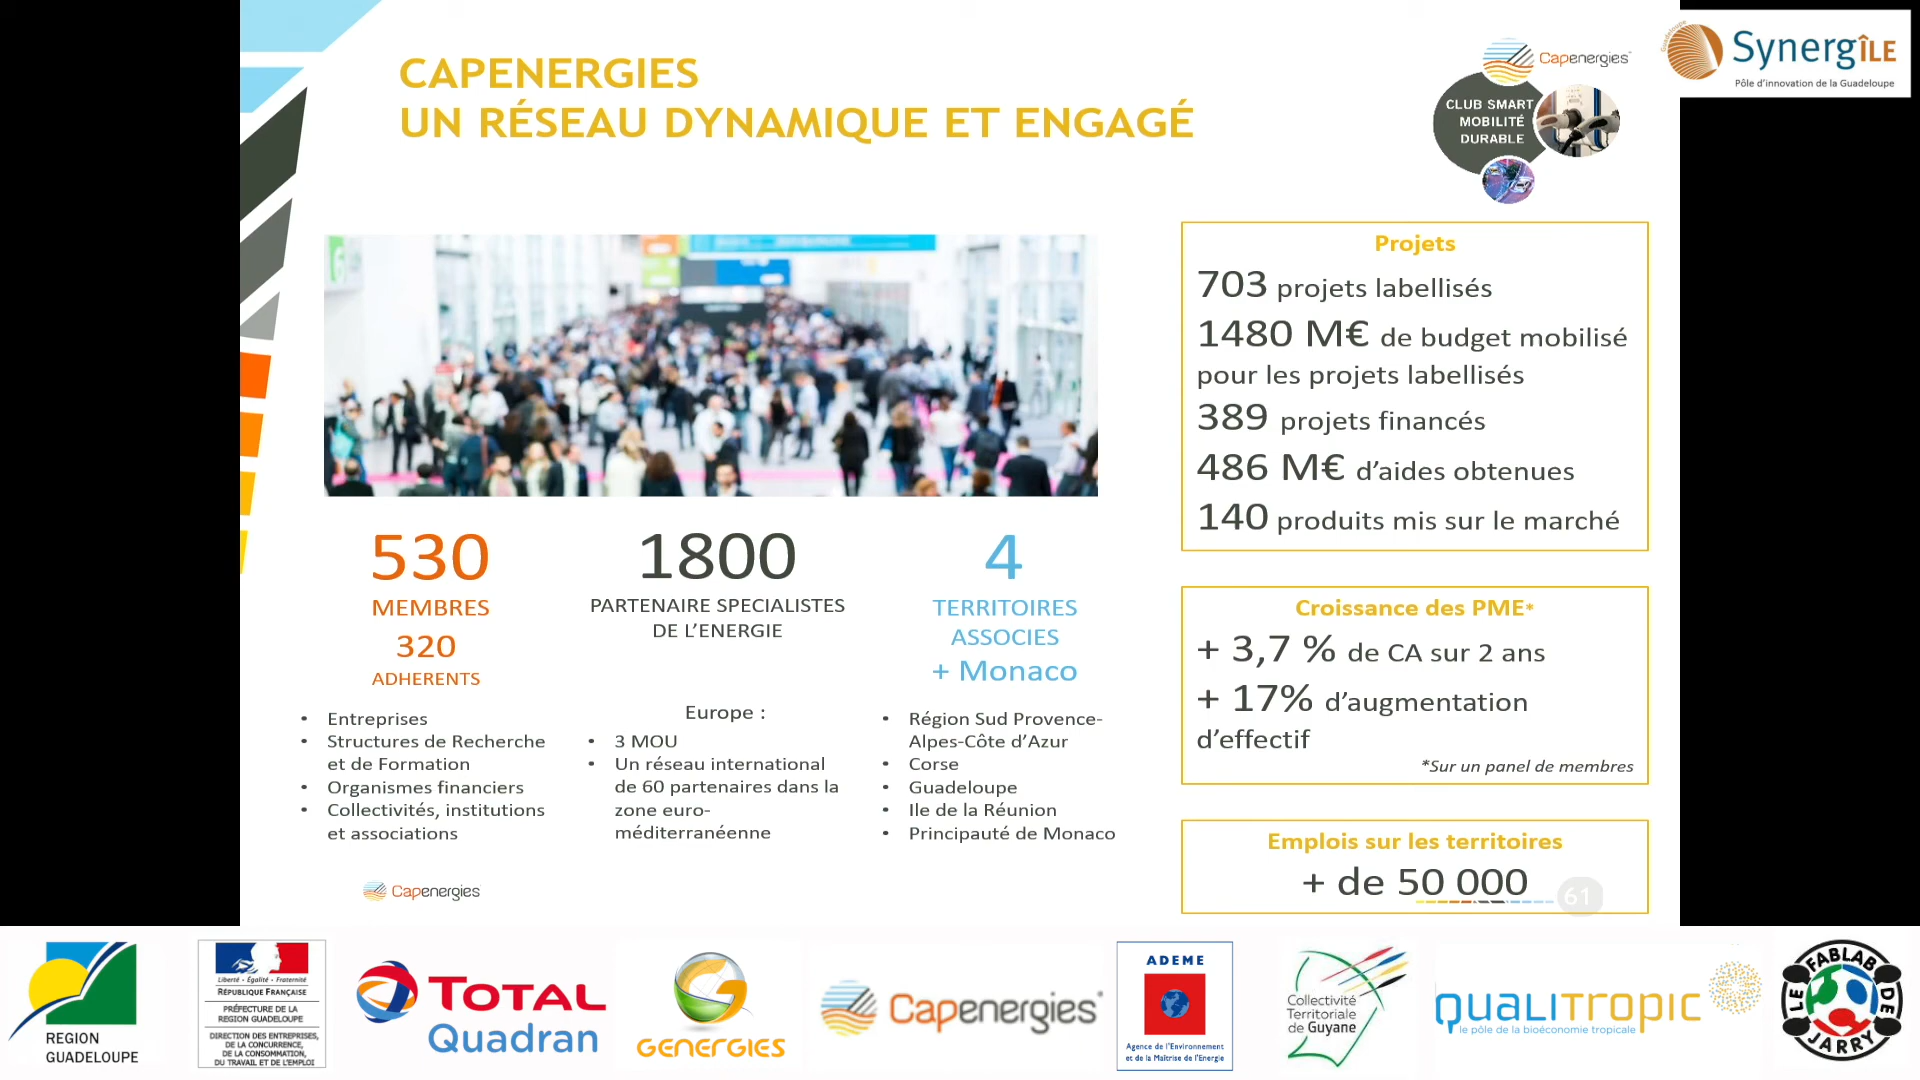 CAPENERGIES
UN RÉSEAU DYNAMIQUE ET ENGAGÉ
Capenergies
CLUB SMART
MOBILITÉ
DURABLE
Guadeloupe
SynergÎLE
Pôle d'innovation de la Guadeloupe
530
MEMBRES
320
ADHERENTS
• Entreprises
• Structures de Recherche
et de Formation
• Organismes financiers
• Collectivités, institutions
et associations
1800
PARTENAIRE SPECIALISTES
DE L'ENERGIE
Europe :
• 3 MOU
• Un réseau international
de 60 partenaires dans la
zone euro-
méditerranéenne
4
TERRITOIRES
ASSOCIES
+ Monaco
• Région Sud Provence-
Alpes-Côte d'Azur
• Corse
• Guadeloupe
• Ile de la Réunion
• Principauté de Monaco
Projets
703 projets labellisés
1480 M€ de budget mobilisé
pour les projets labellisés
389 projets financés
486 M€ d'aides obtenues
140 produits mis sur le marché
Croissance des PME*
+ 3,7 % de CA sur 2 ans
+ 17% d'augmentation
d'effectif
*Sur un panel de membres
Emplois sur les territoires
+ de 50 000
61
Capenergies
REGION
GUADELOUPE
Liberté • Égalité • Fraternité
RÉPUBLIQUE FRANÇAISE
PRÉFECTURE DE LA
REGION GUADELOUPE
DIRECTION DES ENTREPRISES,
DE LA CONCURRENCE,
DE LA CONSOMMATION,
DU TRAVAIL ET DE L'EMPLOI
TOTAL
Quadran
GENERGIES
Capenergies
ADEME
Agence de l'Environnement
et de la Maîtrise de l'Energie
Collectivité
Territoriale
de Guyane
QUALITROPIC
le pôle de la bioéconomie tropicale
LE FABLAB DE JARRY